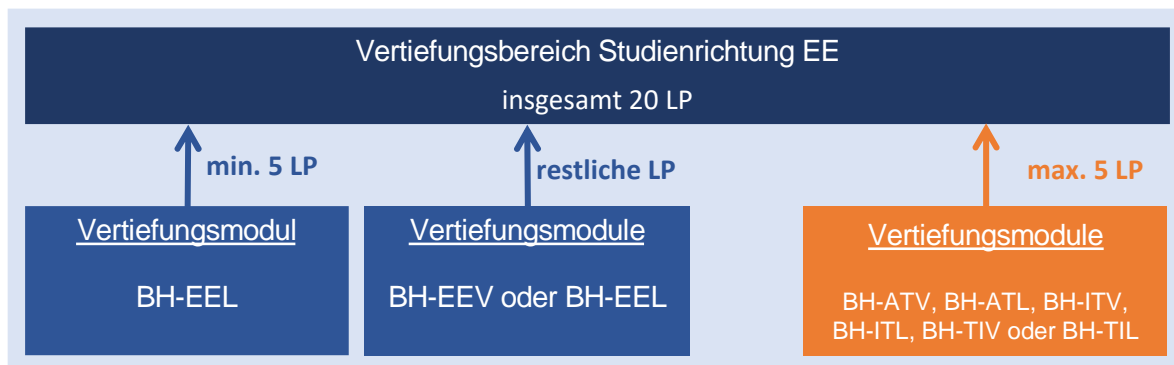 Vertiefungsbereich Studienrichtung EE
insgesamt 20 LP
min. 5 LP
restliche LP
max. 5 LP
Vertiefungsmodul
BH-EEL
Vertiefungsmodule
BH-EEV oder BH-EEL
Vertiefungsmodule
BH-ATV, BH-ATL, BH-ITV,
BH-ITL, BH-TIV oder BH-TIL